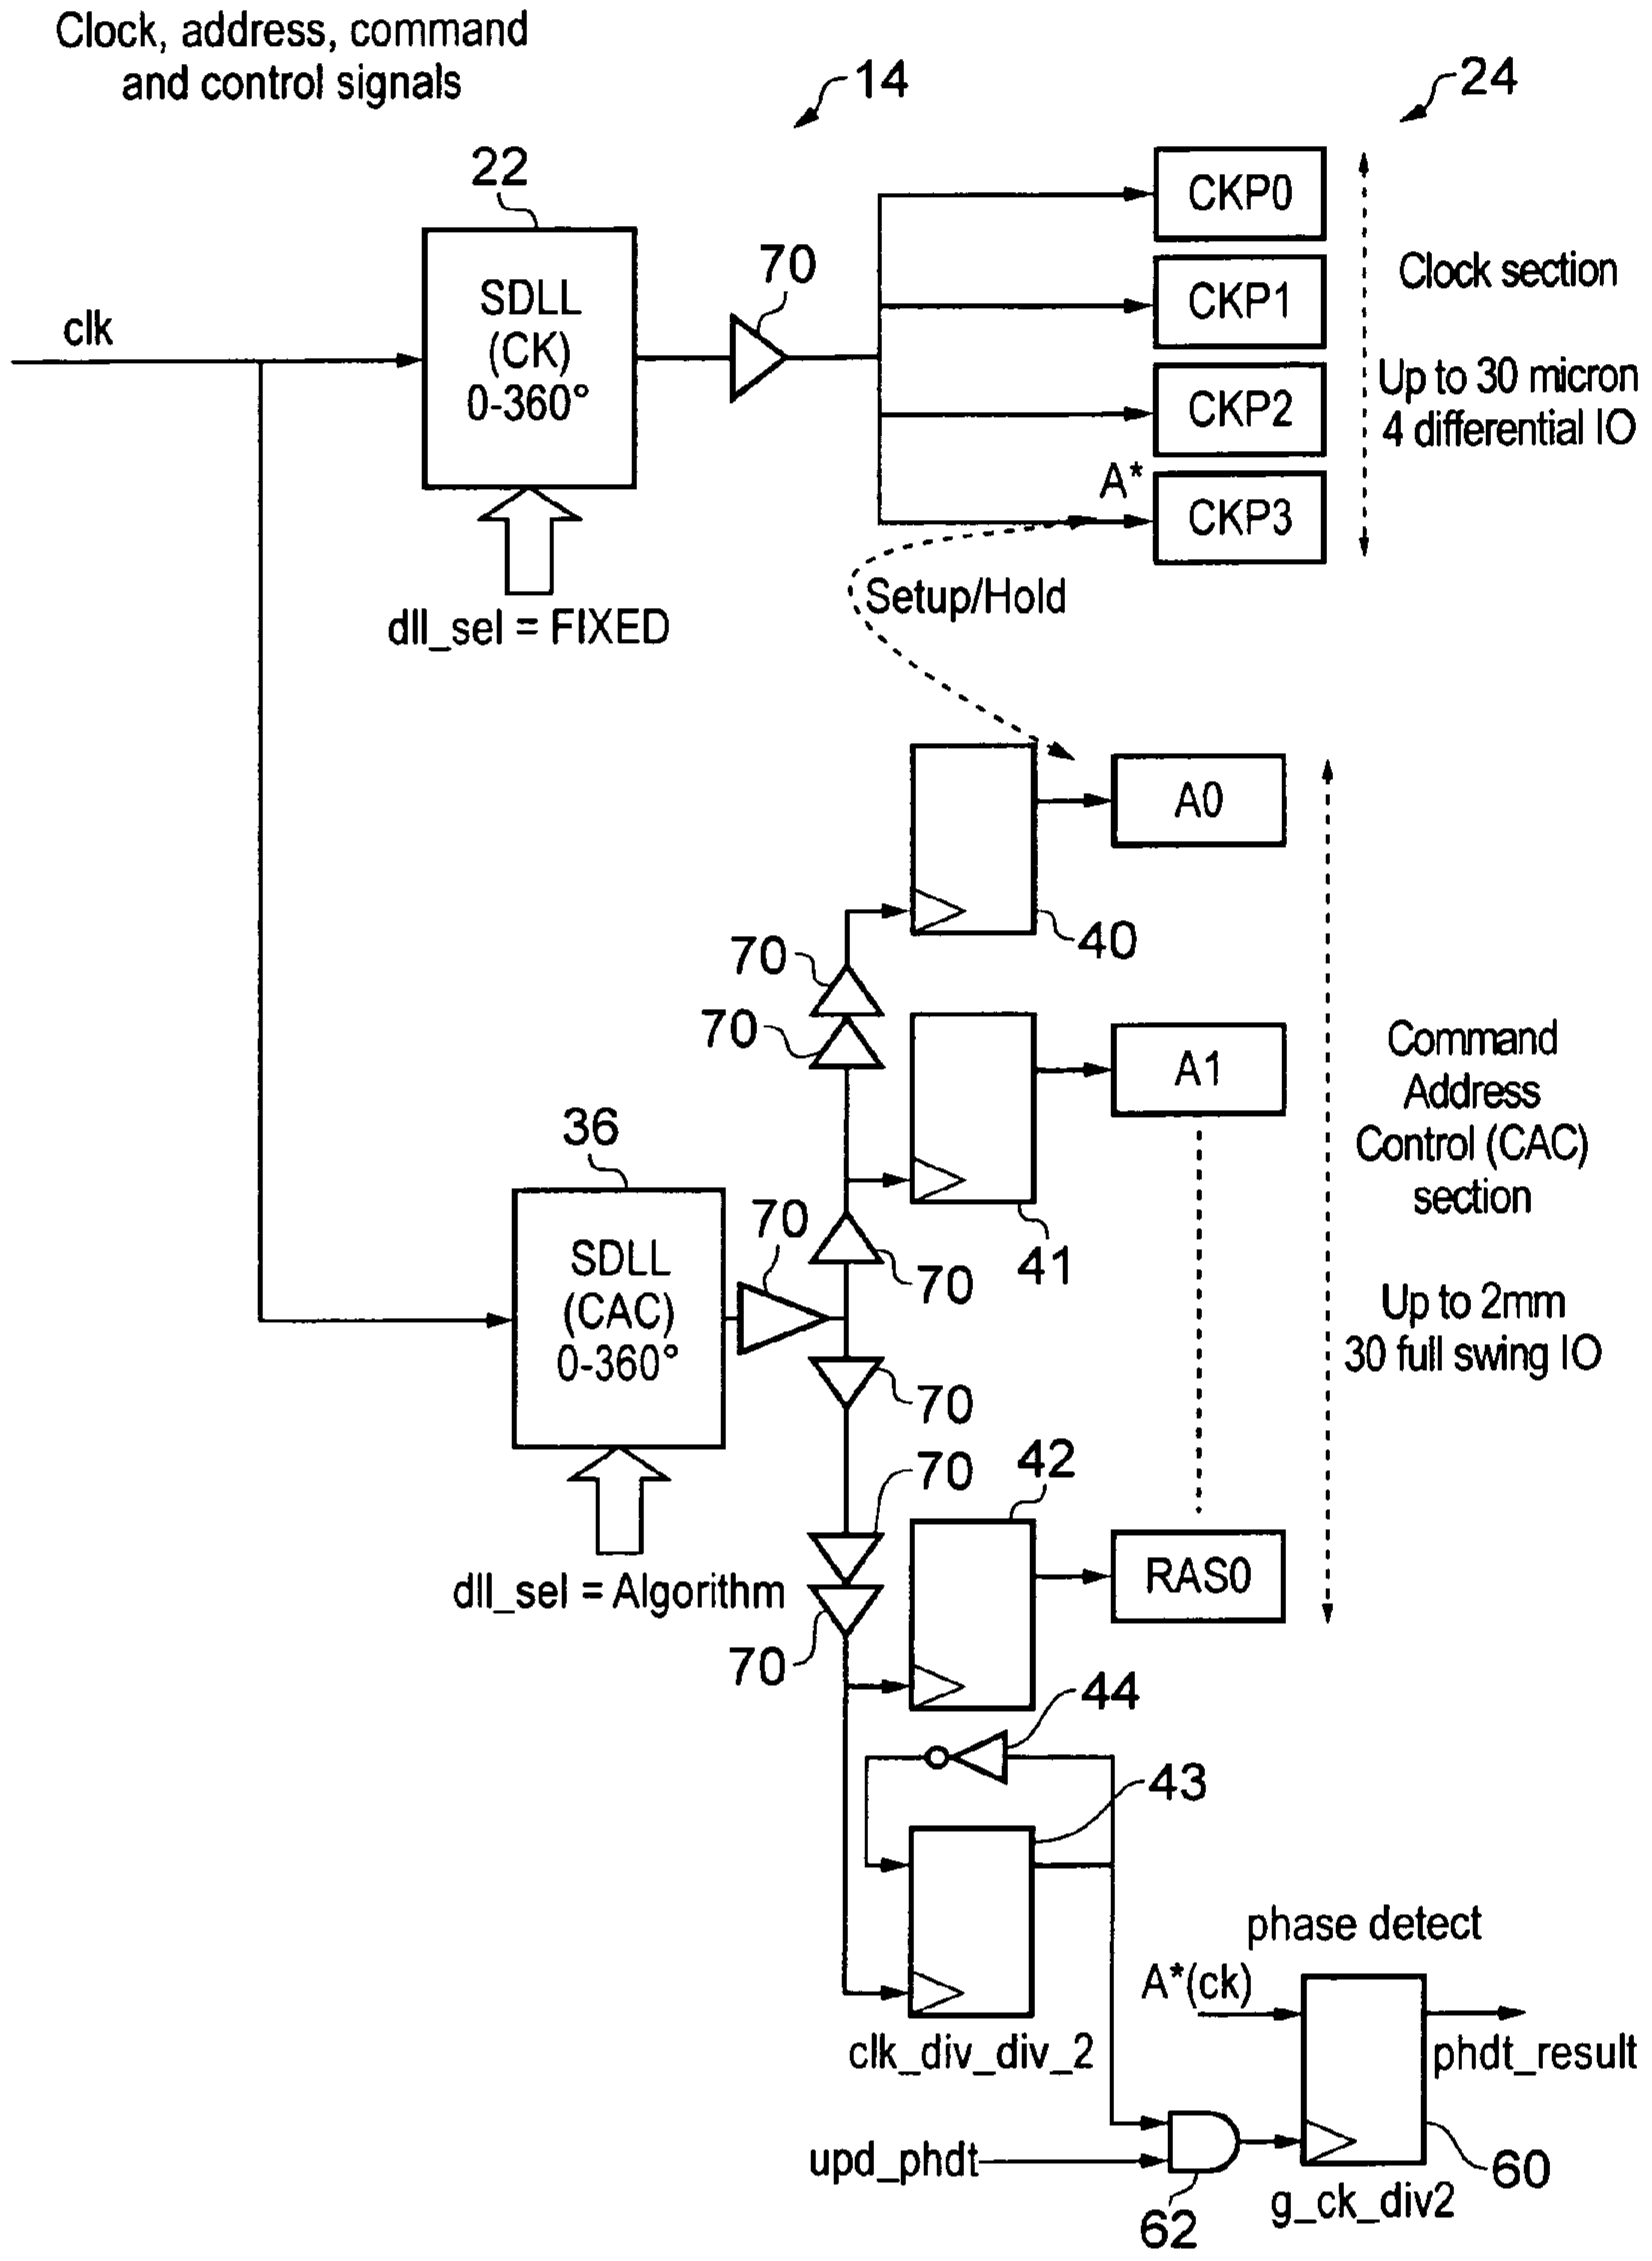 Clock, address, command
and control signals
14
24
22
CKP0
SDLL
(CK)
0-360°
70
clk
CKP1
Clock section
CKP2
Up to 30 micron
4 differential IO
A*
CKP3
Setup/Hold
dll_sel = FIXED
A0
40
70
70
A1
Command
Address
Control (CAC)
section
36
41
70
70
SDLL
(CAC)
0-360°
Up to 2mm
30 full swing IO
70
42
70
dll_sel = Algorithm
RAS0
70
44
43
phase detect
A*(ck)
clk_div_div_2
phdt_result
upd_phdt
60
62
g_ck_div2